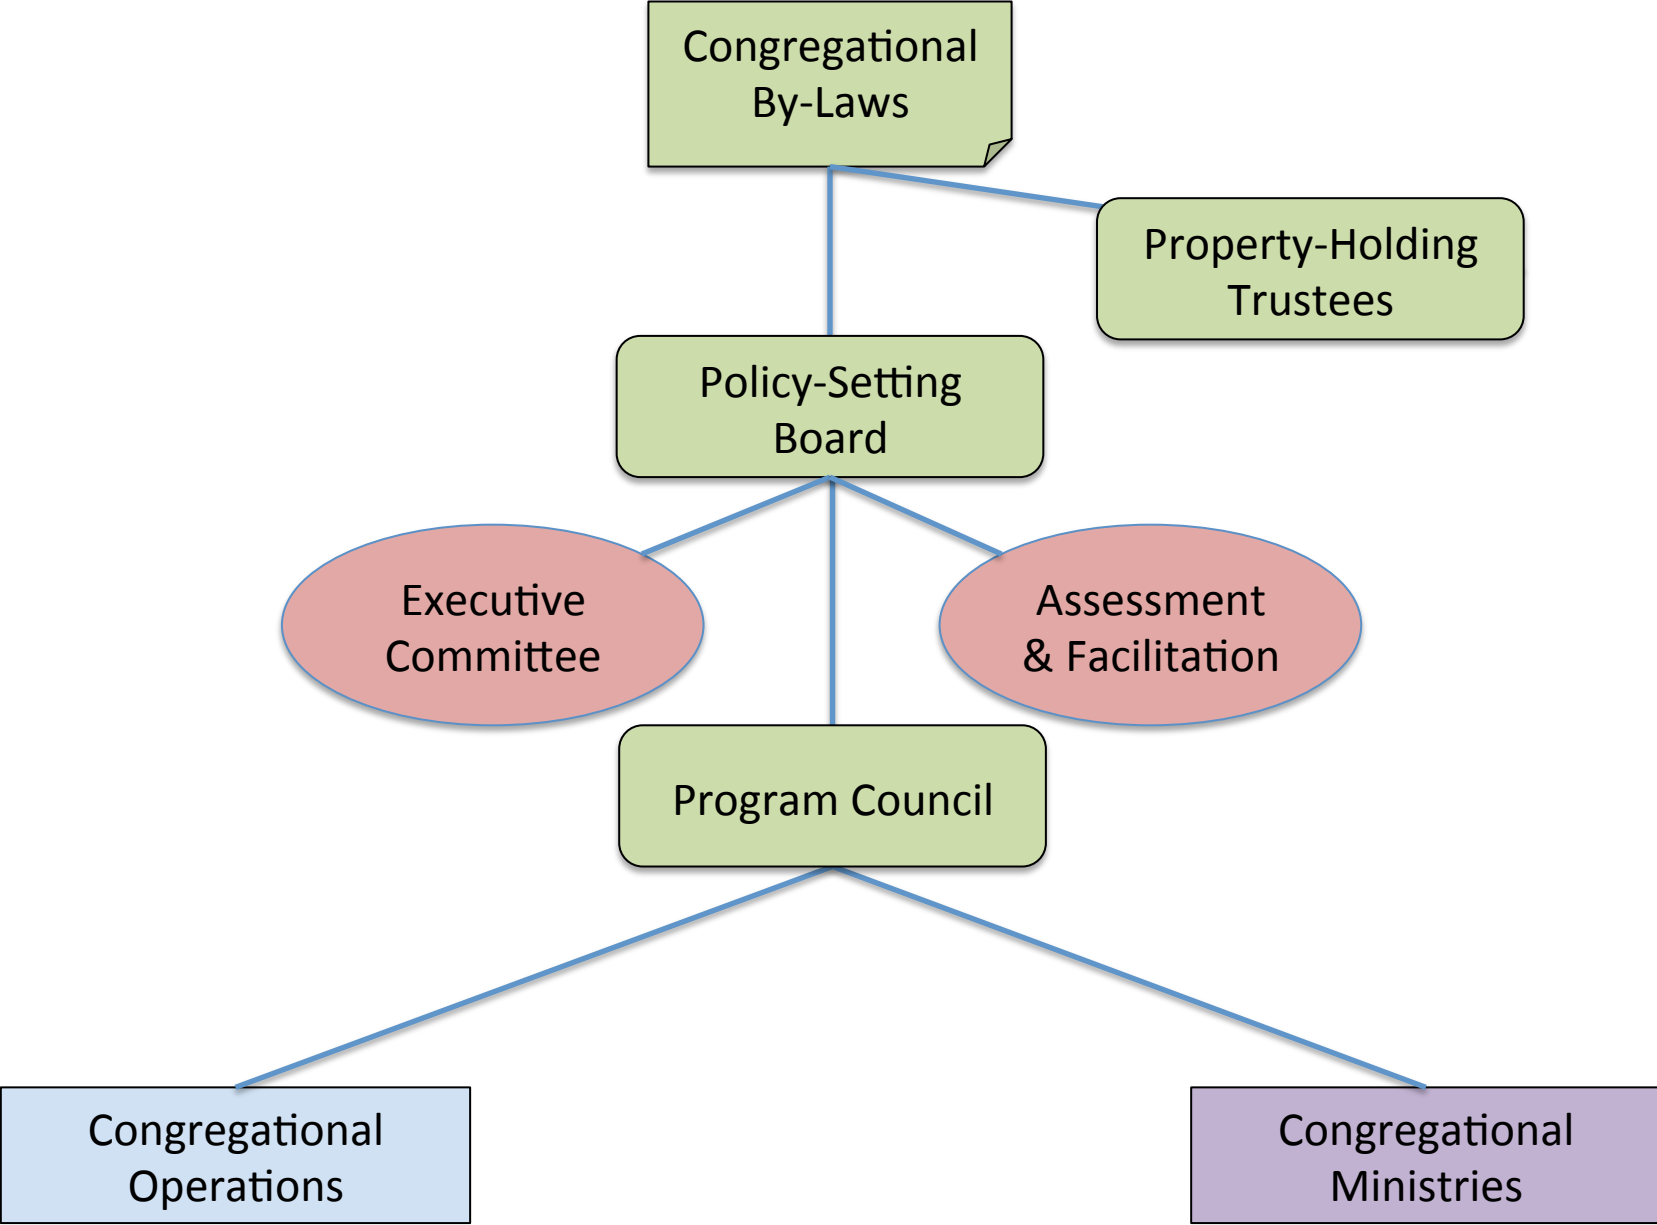 Congregational
By-Laws
Property-Holding
Trustees
Policy-Setting
Board
Executive
Committee
Assessment
& Facilitation
Program Council
Congregational
Operations
Congregational
Ministries